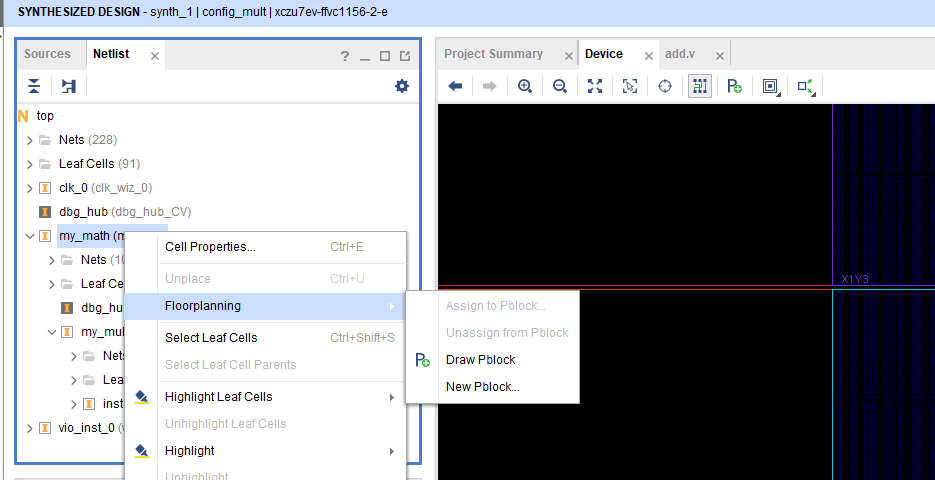 SYNTHESIZED DESIGN - synth_1 | config_mult | xczu7ev-ffvc1156-2-e
Sources Netlist
?
N top
Nets (228)
Leaf Cells (91)
clk_0 (clk_wiz_0)
dbg_hub (dbg_hub_CV)
my_math (m
Nets (10
Leaf Ce
dbg_hu
my_mul
Nets
Lea
inst
vio_inst_0 (
Cell Properties... Ctrl+E
Unplace Ctrl+U
Floorplanning
Select Leaf Cells Ctrl+Shift+S
Select Leaf Cell Parents
Highlight Leaf Cells
Unhighlight Leaf Cells
Highlight
Unhighlight
Assign to Pblock...
Unassign from Pblock
Draw Pblock
New Pblock...
Project Summary Device add.v
X1Y3